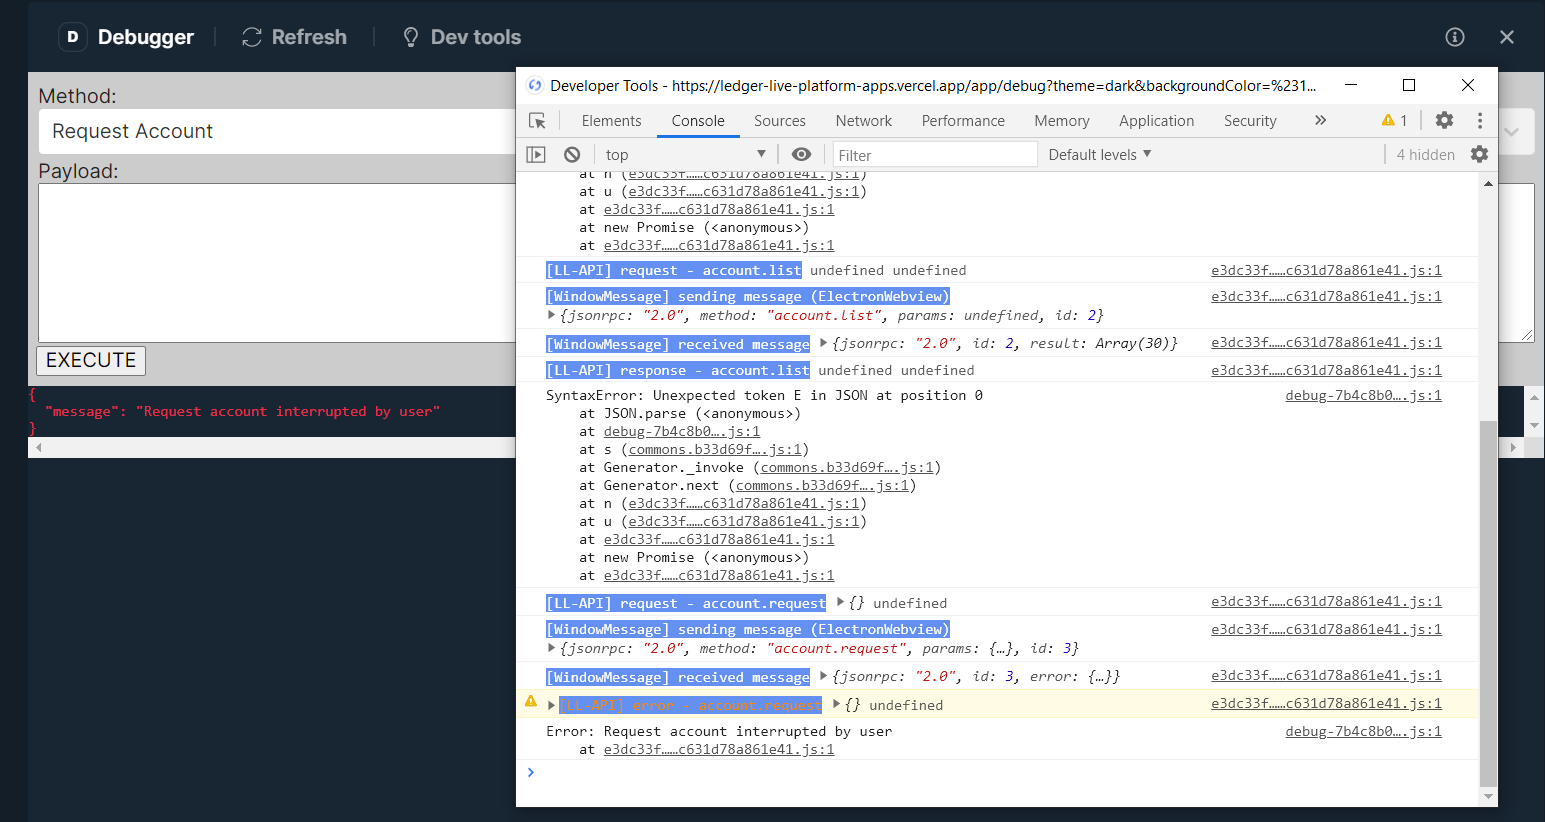 D Debugger Refresh Dev tools
Method:
Request Account
Payload:
EXECUTE
{
"message": "Request account interrupted by user"
}
Developer Tools - https://ledger-live-platform-apps.vercel.app/app/debug?theme=dark&backgroundColor=%231...
Elements Console Sources Network Performance Memory Application Security » 1
top Filter Default levels 4 hidden
at n (e3dc33f……c631d78a861e41.js:1)
at u (e3dc33f……c631d78a861e41.js:1)
at e3dc33f……c631d78a861e41.js:1
at new Promise (<anonymous>)
at e3dc33f……c631d78a861e41.js:1
[LL-API] request - account.list undefined undefined e3dc33f……c631d78a861e41.js:1
[WindowMessage] sending message (ElectronWebview) e3dc33f……c631d78a861e41.js:1
{jsonrpc: "2.0", method: "account.list", params: undefined, id: 2}
[WindowMessage] received message {jsonrpc: "2.0", id: 2, result: Array(30)} e3dc33f……c631d78a861e41.js:1
[LL-API] response - account.list undefined undefined e3dc33f……c631d78a861e41.js:1
SyntaxError: Unexpected token E in JSON at position 0 debug-7b4c8b0….js:1
at JSON.parse (<anonymous>)
at debug-7b4c8b0….js:1
at s (commons.b33d69f….js:1)
at Generator._invoke (commons.b33d69f….js:1)
at Generator.next (commons.b33d69f….js:1)
at n (e3dc33f……c631d78a861e41.js:1)
at u (e3dc33f……c631d78a861e41.js:1)
at e3dc33f……c631d78a861e41.js:1
at new Promise (<anonymous>)
at e3dc33f……c631d78a861e41.js:1
[LL-API] request - account.request {} undefined e3dc33f……c631d78a861e41.js:1
[WindowMessage] sending message (ElectronWebview) e3dc33f……c631d78a861e41.js:1
{jsonrpc: "2.0", method: "account.request", params: {…}, id: 3}
[WindowMessage] received message {jsonrpc: "2.0", id: 3, error: {…}} e3dc33f……c631d78a861e41.js:1
[LL-API] error - account.request {} undefined e3dc33f……c631d78a861e41.js:1
Error: Request account interrupted by user debug-7b4c8b0….js:1
at e3dc33f……c631d78a861e41.js:1